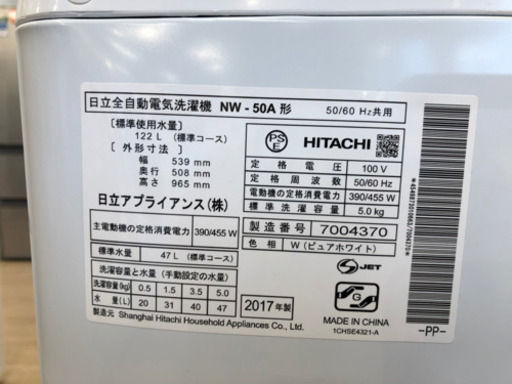 日立全自動電気洗濯機 NW-50A 形 50/60 Hz共用
[標準使用水量]
122 L (標準コース)
[外形寸法]
幅 539 mm
奥行 508 mm
高さ 965 mm
日立アプライアンス(株)
PSE HITACHI
定格電圧 100 V
定格周波数 50/60 Hz
電動機の定格消費電力 390/455 W
標準洗濯容量 5.0kg
製造番号 7004370
主電動機の定格消費電力 390/455 W
標準水量 47 L (標準コース)
色相 W (ピュアホワイト)
洗濯容量と水量 (手動設定の水量)
洗濯容量(kg) 0.5 1.5 3.5 5.0
水量(L) 20 31 40 47
2017年製
製造元 Shanghai Hitachi Household Appliances Co., Ltd.
S-JET
G
MADE IN CHINA
1CHSE4321-A
-PP-